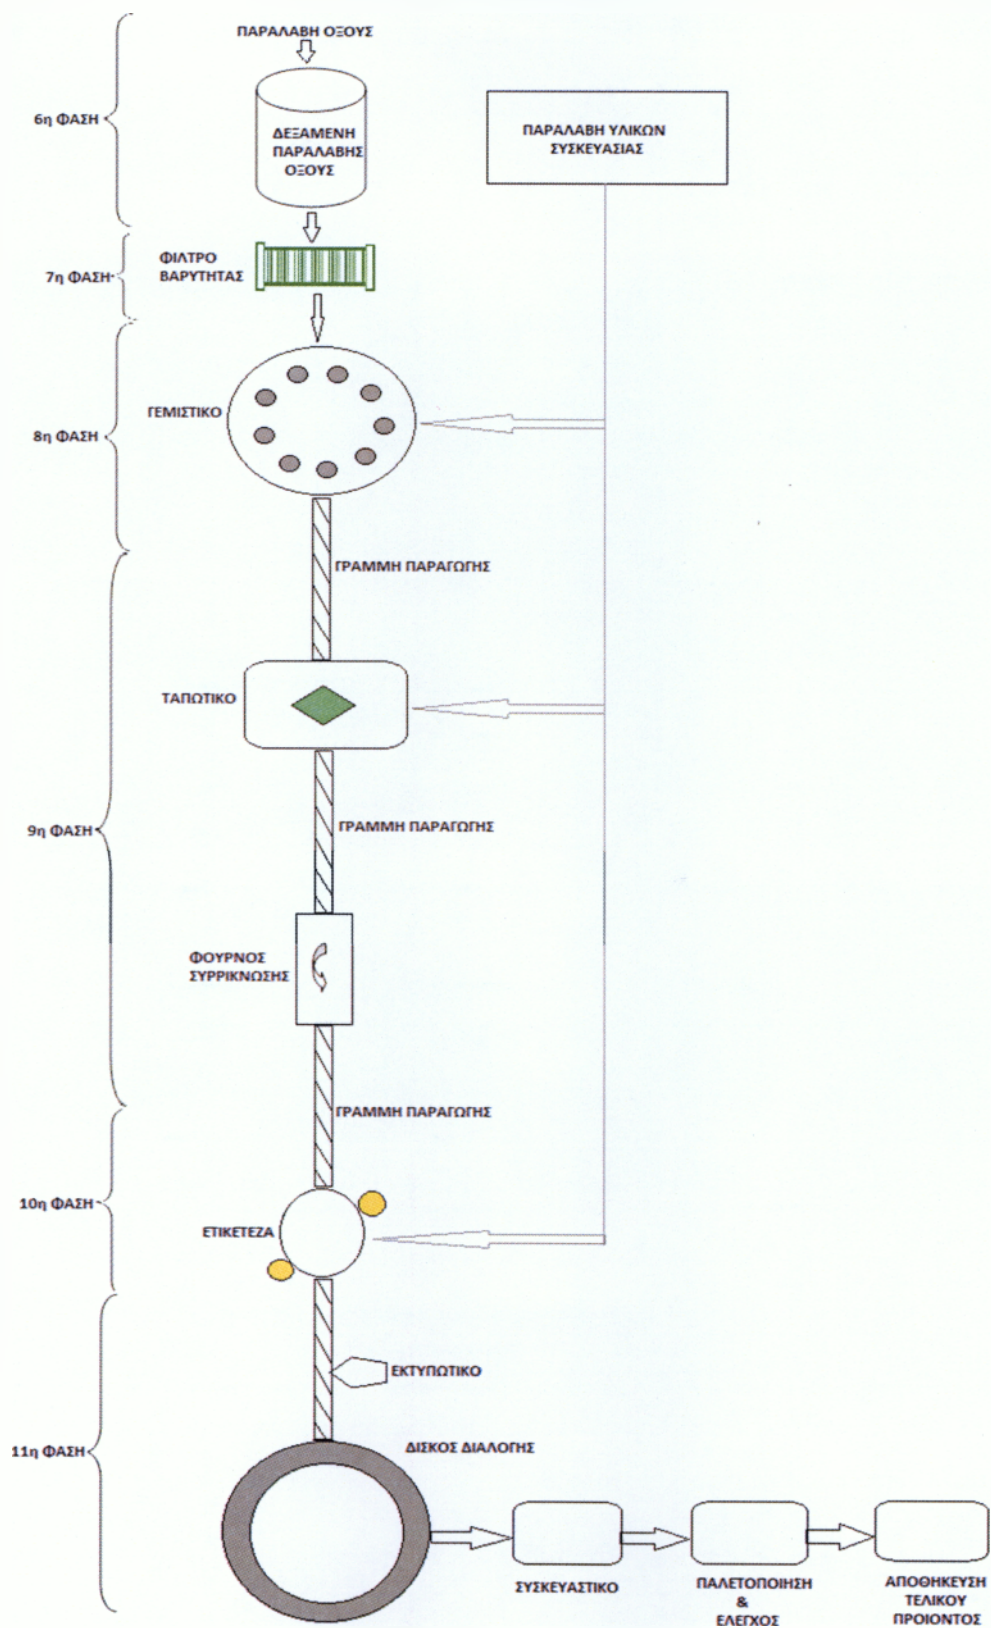 ΠΑΡΑΛΑΒΗ ΟΞΟΥΣ
6η ΦΑΣΗ
ΔΕΞΑΜΕΝΗ
ΠΑΡΑΛΑΒΗΣ
ΟΞΟΥΣ
ΠΑΡΑΛΑΒΗ ΥΛΙΚΩΝ
ΣΥΣΚΕΥΑΣΙΑΣ
7η ΦΑΣΗ
ΦΙΛΤΡΟ
ΒΑΡΥΤΗΤΑΣ
8η ΦΑΣΗ
ΓΕΜΙΣΤΙΚΟ
ΓΡΑΜΜΗ ΠΑΡΑΓΩΓΗΣ
9η ΦΑΣΗ
ΤΑΠΩΤΙΚΟ
ΓΡΑΜΜΗ ΠΑΡΑΓΩΓΗΣ
ΦΟΥΡΝΟΣ
ΣΥΡΡΙΚΝΩΣΗΣ
ΓΡΑΜΜΗ ΠΑΡΑΓΩΓΗΣ
10η ΦΑΣΗ
ΕΤΙΚΕΤΕΖΑ
11η ΦΑΣΗ
ΕΚΤΥΠΩΤΙΚΟ
ΔΙΣΚΟΣ ΔΙΑΛΟΓΗΣ
ΣΥΣΚΕΥΑΣΤΙΚΟ
ΠΑΛΕΤΟΠΟΙΗΣΗ
&
ΕΛΕΓΧΟΣ
ΑΠΟΘΗΚΕΥΣΗ
ΤΕΛΙΚΟΥ
ΠΡΟΙΟΝΤΟΣ